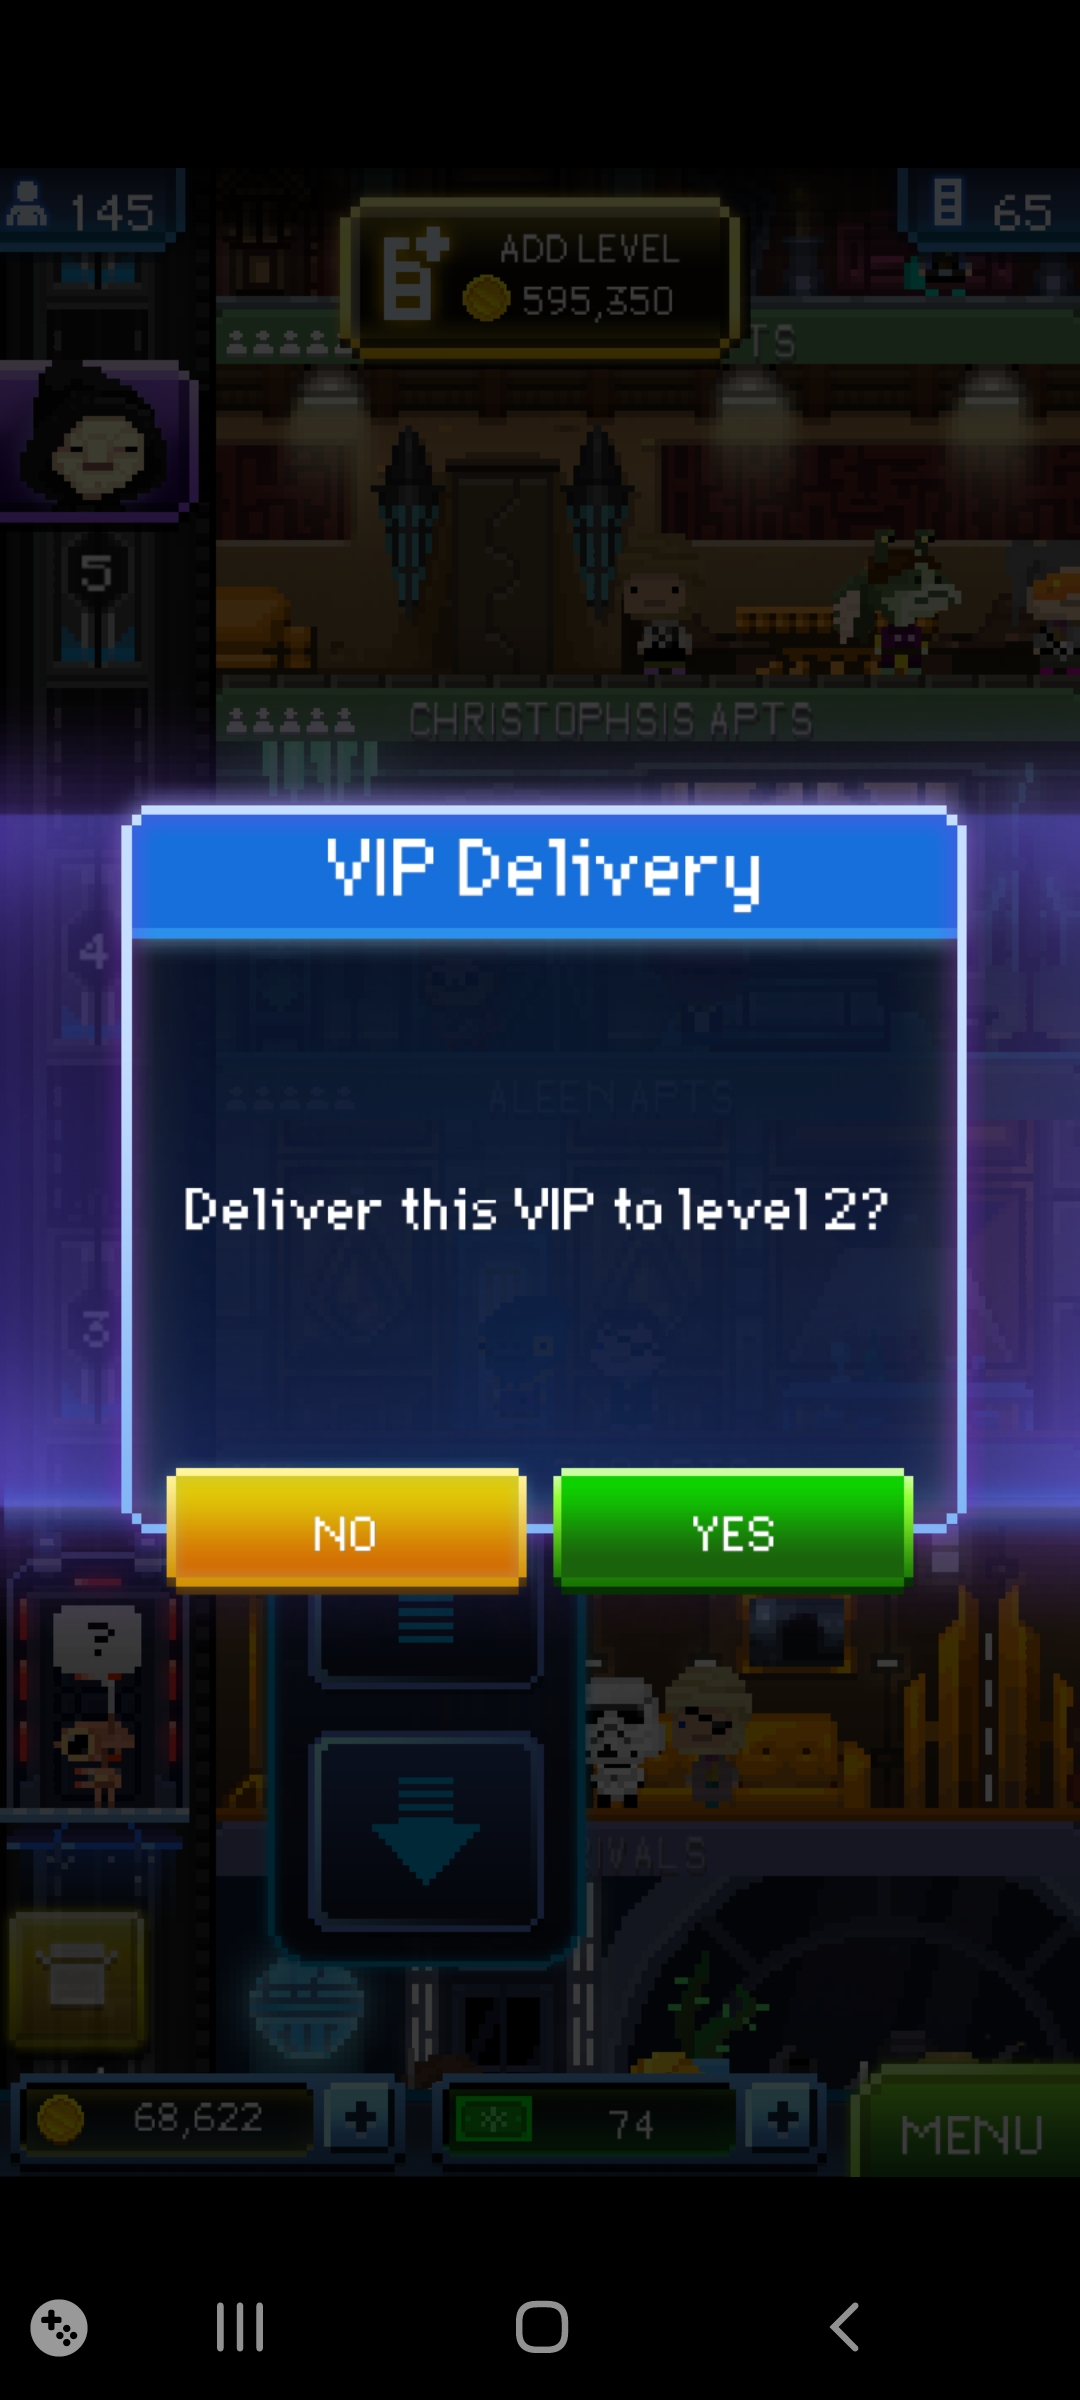 145
65
ADD LEVEL
595,350
TS
5
CHRISTOPHSIS APTS
VIP Delivery
4
ALEEN APTS
Deliver this VIP to level 2?
3
NO
YES
?
IVALS
68,622
74
MENU